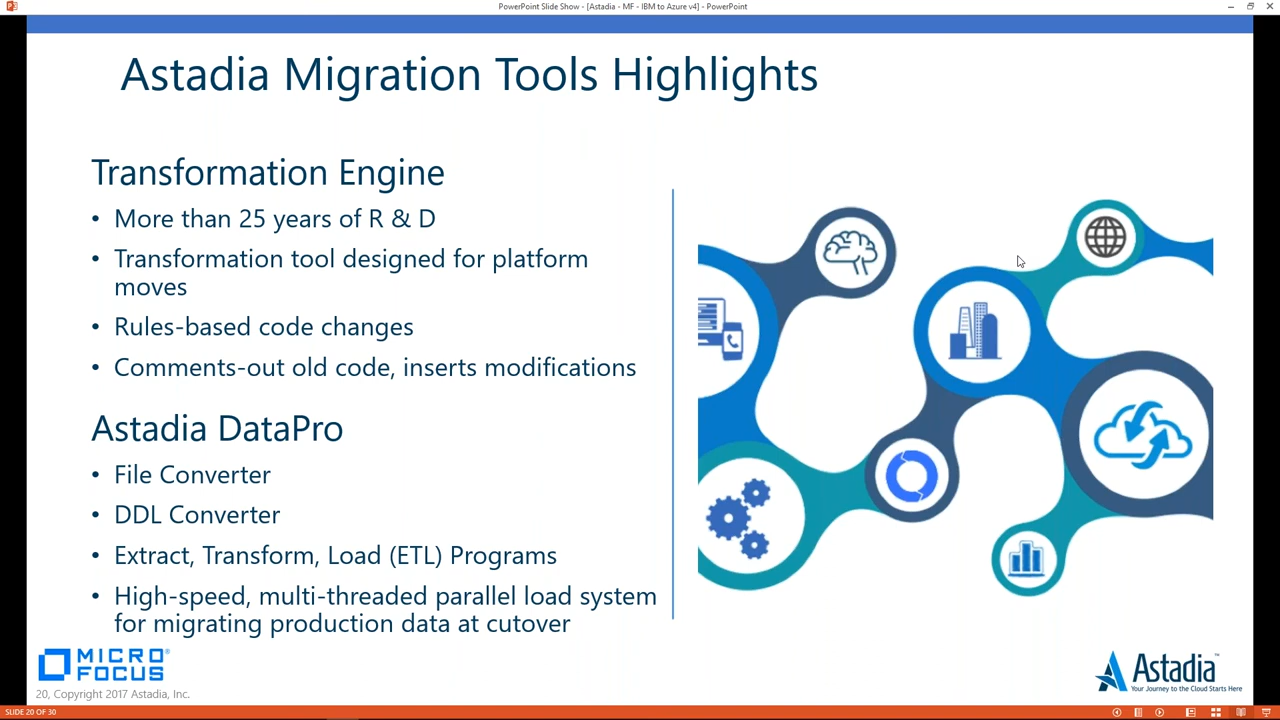 PowerPoint Slide Show - [Astadia - MF - IBM to Azure v4] - PowerPoint
Astadia Migration Tools Highlights
Transformation Engine
• More than 25 years of R & D
• Transformation tool designed for platform
moves
• Rules-based code changes
• Comments-out old code, inserts modifications
Astadia DataPro
• File Converter
• DDL Converter
• Extract, Transform, Load (ETL) Programs
• High-speed, multi-threaded parallel load system
for migrating production data at cutover
MICRO
FOCUS
20, Copyright 2017 Astadia, Inc.
Astadia™
Your Journey to the Cloud Starts Here
SLIDE 20 OF 30